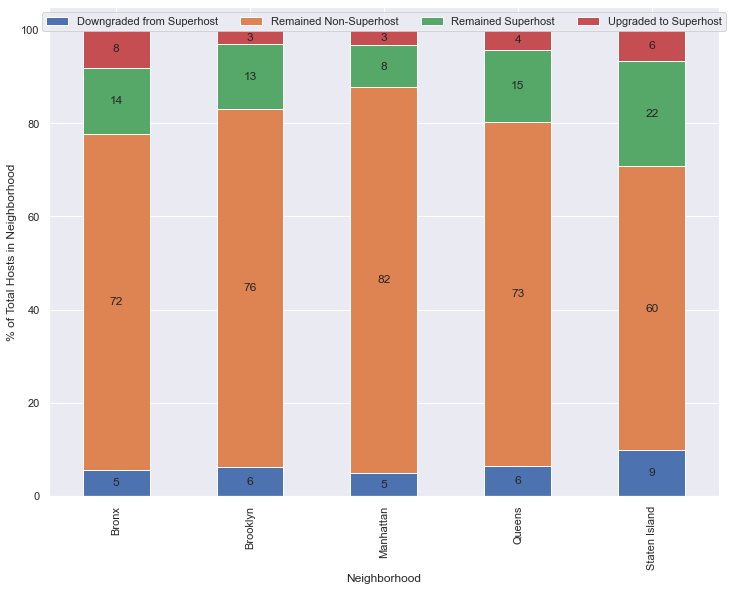 Downgraded from Superhost Remained Non-Superhost Remained Superhost Upgraded to Superhost
100
80
60
40
20
0
% of Total Hosts in Neighborhood
8 3 3 4 6
14 13 8 15 22
72 76 82 73 60
5 6 5 6 9
Bronx Brooklyn Manhattan Queens Staten Island
Neighborhood